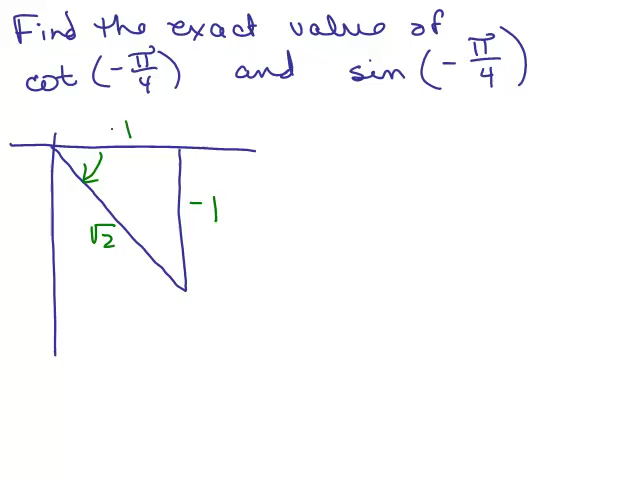 Find the exact value of
cot (-π/4) and sin (-π/4)
1
-1
√2